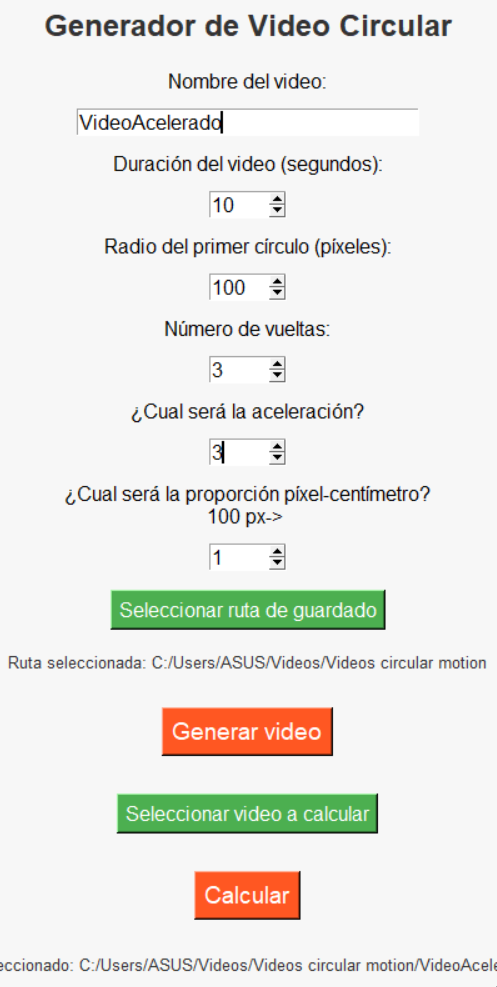 Generador de Video Circular
Nombre del video:
VideoAcelerado
Duración del video (segundos):
10
Radio del primer círculo (píxeles):
100
Número de vueltas:
3
¿Cual será la aceleración?
3
¿Cual será la proporción píxel-centímetro?
100 px->
1
Seleccionar ruta de guardado
Ruta seleccionada: C:/Users/ASUS/Videos/Videos circular motion
Generar video
Seleccionar video a calcular
Calcular
eccionado: C:/Users/ASUS/Videos/Videos circular motion/VideoAcele